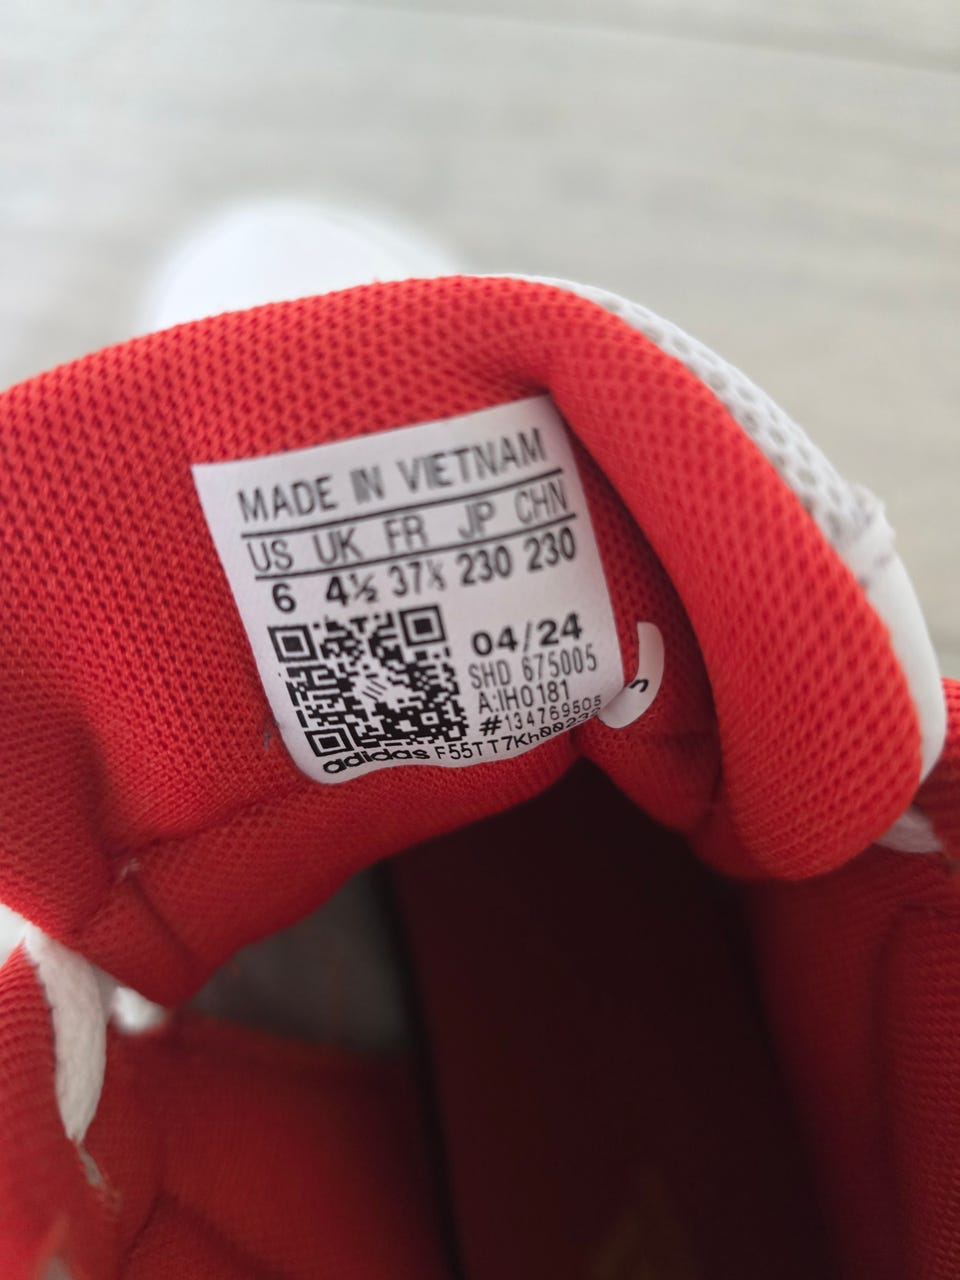 MADE IN VIETNAM
US UK FR JP CHN
6 4½ 37⅓ 230 230
04/24
SHD 675005
A:IH0181
#134769505
adidas F55TT7Kh00232